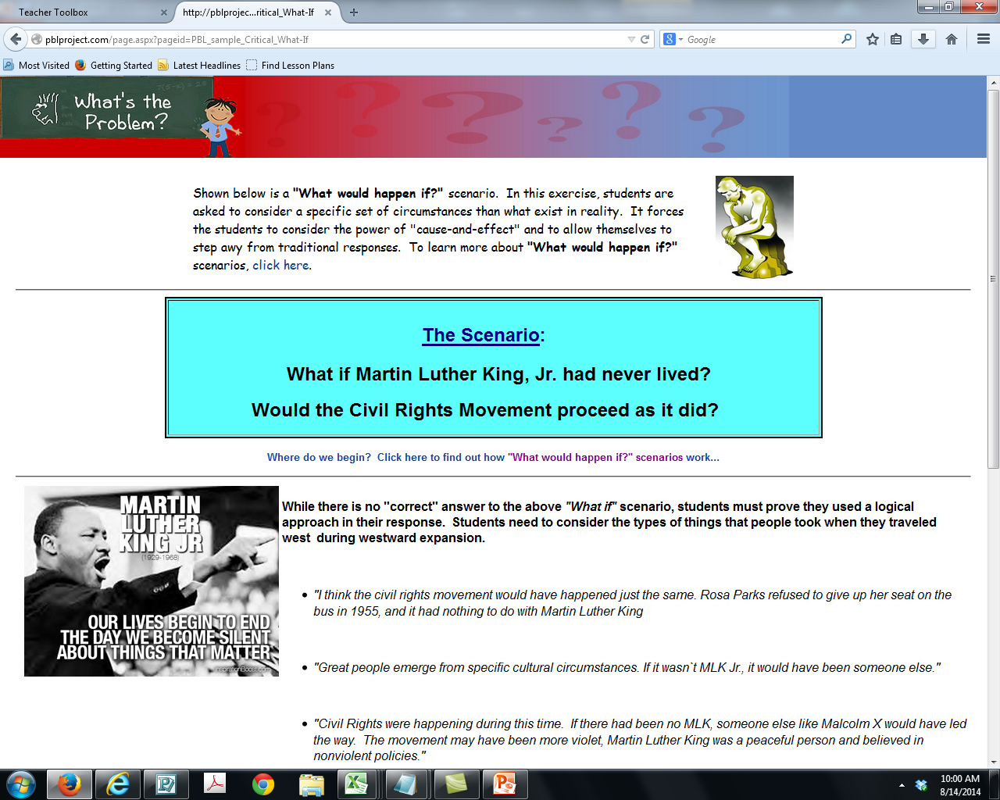 Teacher Toolbox
http://pblprojec...ritical_What-If
pblproject.com/page.aspx?pageid=PBL_sample_Critical_What-If
Google
Most Visited
Getting Started
Latest Headlines
Find Lesson Plans
What's the
Problem?
Shown below is a "What would happen if?" scenario. In this exercise, students are
asked to consider a specific set of circumstances than what exist in reality. It forces
the students to consider the power of "cause-and-effect" and to allow themselves to
step awy from traditional responses. To learn more about "What would happen if?"
scenarios, click here.
The Scenario:
What if Martin Luther King, Jr. had never lived?
Would the Civil Rights Movement proceed as it did?
Where do we begin? Click here to find out how "What would happen if?" scenarios work...
MARTIN
LUTHER
KING JR
(1929-1968)
OUR LIVES BEGIN TO END
THE DAY WE BECOME SILENT
ABOUT THINGS THAT MATTER
While there is no "correct" answer to the above "What if" scenario, students must prove they used a logical
approach in their response. Students need to consider the types of things that people took when they traveled
west during westward expansion.
"I think the civil rights movement would have happened just the same. Rosa Parks refused to give up her seat on the
bus in 1955, and it had nothing to do with Martin Luther King
"Great people emerge from specific cultural circumstances. If it wasn`t MLK Jr., it would have been someone else."
"Civil Rights were happening during this time. If there had been no MLK, someone else like Malcolm X would have led
the way. The movement may have been more violet, Martin Luther King was a peaceful person and believed in
nonviolent policies."
10:00 AM
8/14/2014